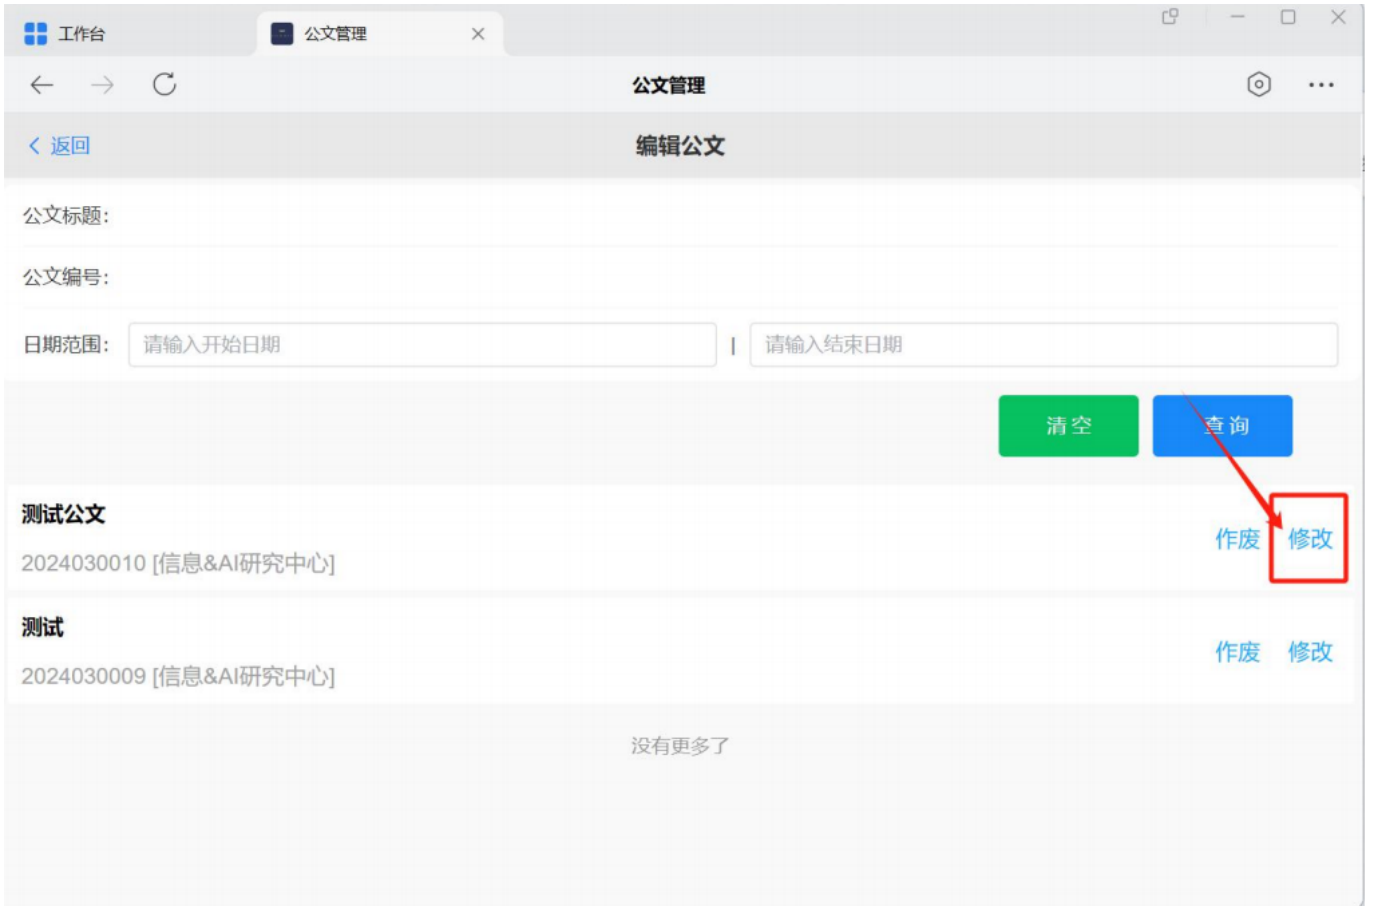 工作台 公文管理
公文管理
返回 编辑公文
公文标题:
公文编号:
日期范围: 请输入开始日期 | 请输入结束日期
清空 查询
测试公文
2024030010 [信息&AI研究中心]
作废 修改
测试
2024030009 [信息&AI研究中心]
作废 修改
没有更多了